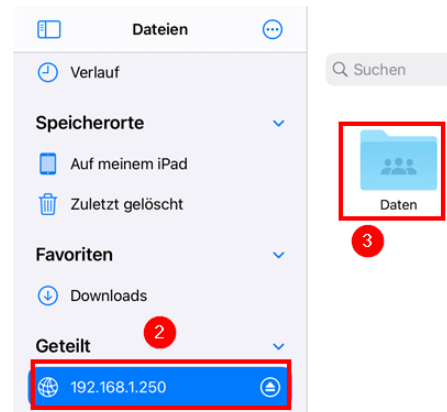 Dateien
Verlauf
Speicherorte
Auf meinem iPad
Zuletzt gelöscht
Favoriten
Downloads
2
Geteilt
192.168.1.250
Suchen
Daten
3